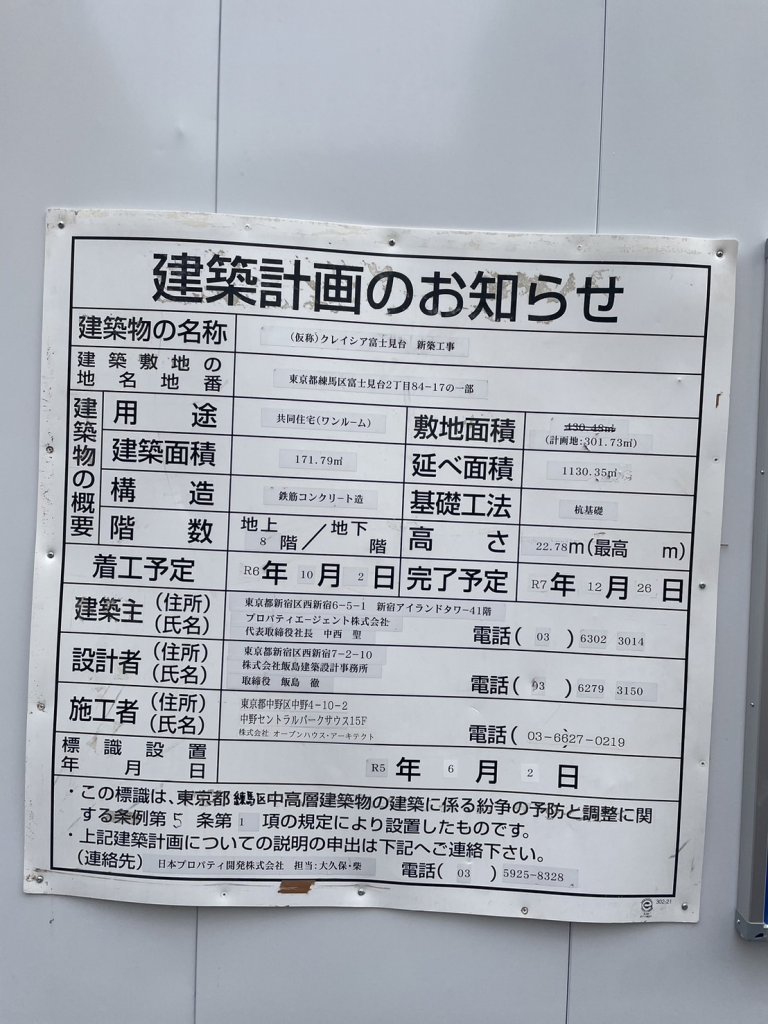 建築計画のお知らせ
建築物の名称 (仮称)クレイシア富士見台 新築工事
建築敷地の
地名地番 東京都練馬区富士見台2丁目84-17の一部
建築物の概要
用途 共同住宅(ワンルーム) 敷地面積 430.48㎡
(計画地:301.73㎡)
建築面積 171.79㎡ 延べ面積 1130.35㎡
構造 鉄筋コンクリート造 基礎工法 杭基礎
階数 地上8階/地下 階 高さ 22.78m(最高 m)
着工予定 R6年10月2日 完了予定 R7年12月26日
建築主 (住所) (氏名) 東京都新宿区西新宿6-5-1 新宿アイランドタワー41階
プロパティエージェント株式会社
代表取締役社長 中西 聖 電話( 03 ) 6302 3014
設計者 (住所) (氏名) 東京都新宿区西新宿7-2-10
株式会社飯島建築設計事務所
取締役 飯島 徹 電話( 03 ) 6279 3150
施工者 (住所) (氏名) 東京都中野区中野4-10-2
中野セントラルパークサウス15F
株式会社 オープンハウス・アーキテクト 電話( 03-6627-0219
標識設置
年月日 R5年6月2日
・この標識は、東京都練馬区中高層建築物の建築に係る紛争の予防と調整に関
する条例第5条第1項の規定により設置したものです。
・上記建築計画についての説明の申出は下記へご連絡下さい。
(連絡先) 日本プロパティ開発株式会社 担当:大久保・柴 電話( 03 ) 5925-8328
302-21